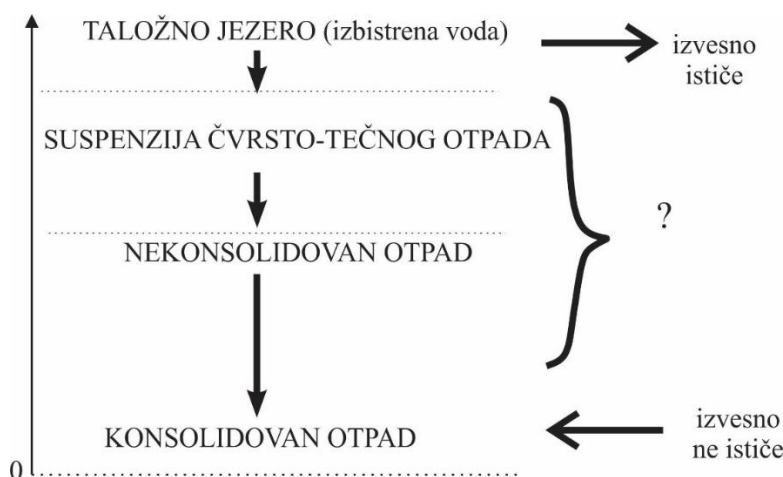 TALOŽNO JEZERO (izbistrena voda)
izvesno
ističe
SUSPENZIJA ČVRSTO-TEČNOG OTPADA
?
NEKONSOLIDOVAN OTPAD
KONSOLIDOVAN OTPAD
izvesno
ne ističe
0